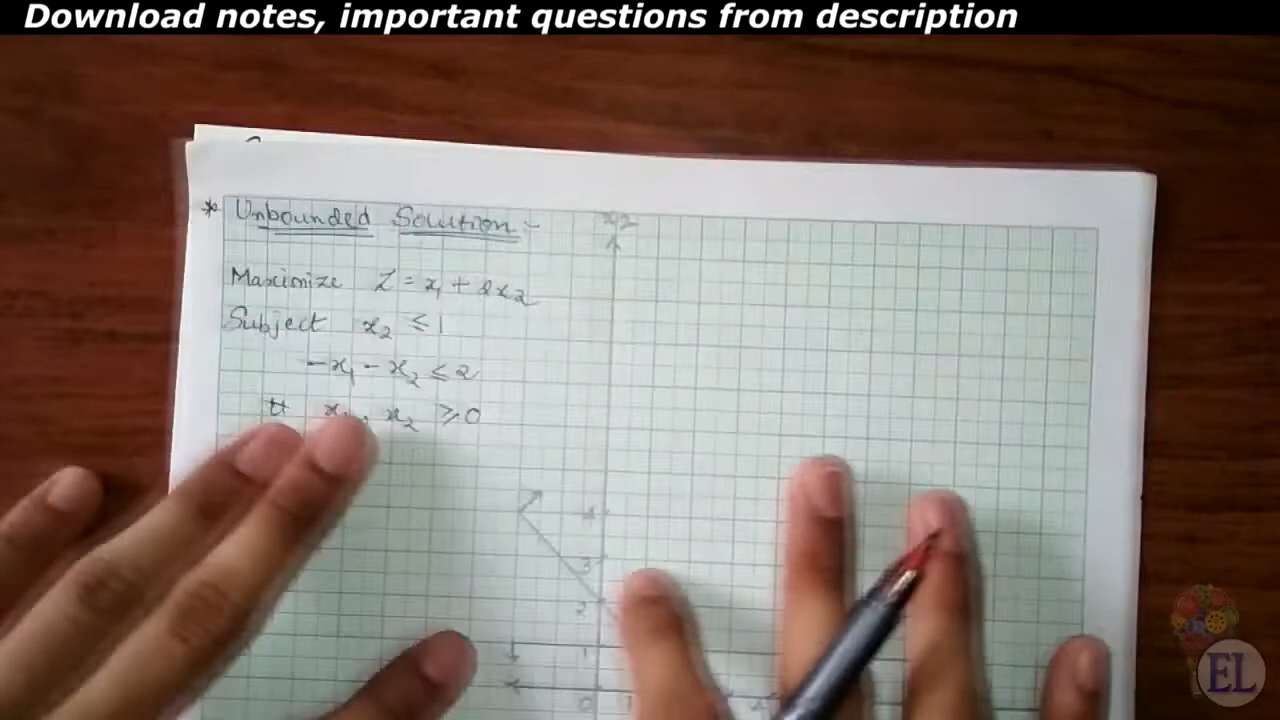 Download notes, important questions from description
* Unbounded Solution :-
Maximize Z = x1 + 2x2
Subject x2 ≤ 1
-x1 - x2 ≤ 2
x1, x2 ≥ 0
x2
4
3
2
1
0
EL